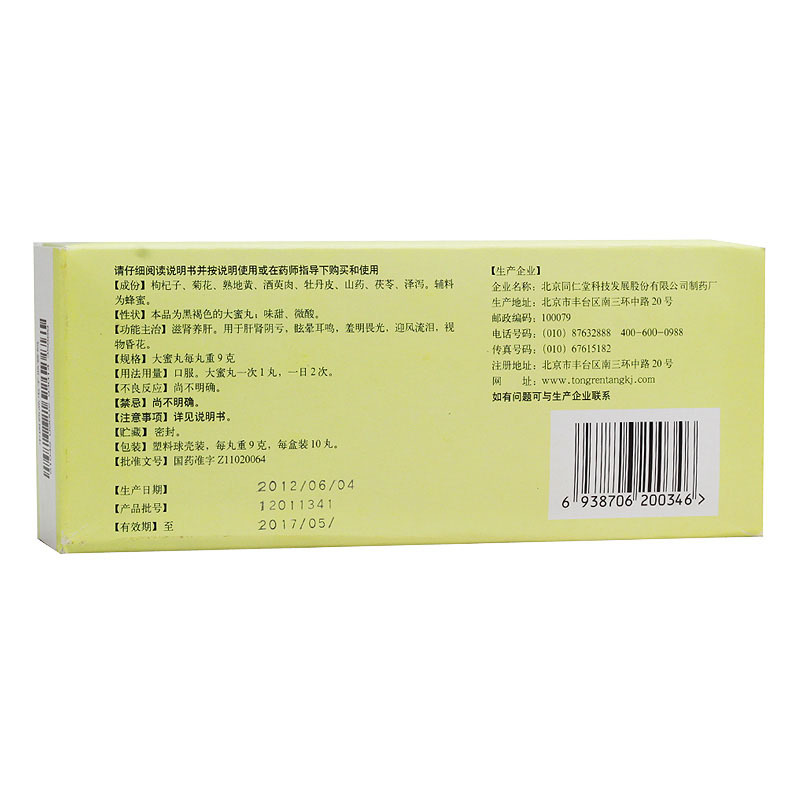 请仔细阅读说明书并按说明使用或在药师指导下购买和使用
【成份】枸杞子、菊花、熟地黄、酒萸肉、牡丹皮、山药、茯苓、泽泻。辅料
为蜂蜜。
【性状】本品为黑褐色的大蜜丸；味甜、微酸。
【功能主治】滋肾养肝。用于肝肾阴亏，眩晕耳鸣，羞明畏光，迎风流泪，视
物昏花。
【规格】大蜜丸每丸重9克
【用法用量】口服。大蜜丸一次1丸，一日2次。
【不良反应】尚不明确。
【禁忌】尚不明确。
【注意事项】详见说明书。
【贮藏】密封。
【包装】塑料球壳装，每丸重9克，每盒装10丸。
【批准文号】国药准字Z11020064
【生产日期】 2012/06/04
【产品批号】 12011341
【有效期】至 2017/05/
【生产企业】
企业名称：北京同仁堂科技发展股份有限公司制药厂
生产地址：北京市丰台区南三环中路20号
邮政编码：100079
电话号码：(010) 87632888 400-600-0988
传真号码：(010) 67615182
注册地址：北京市丰台区南三环中路20号
网 址：www.tongrentangkj.com
如有问题可与生产企业联系
6 938706 200346>